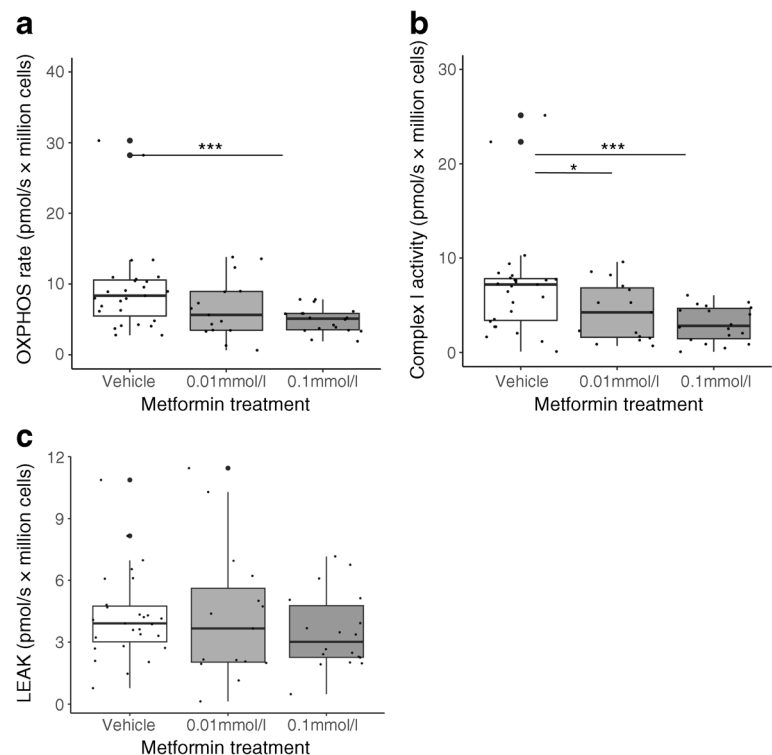 a
OXPHOS rate (pmol/s × million cells)
40
30
20
10
0
***
Vehicle 0.01mmol/l 0.1mmol/l
Metformin treatment
b
Complex I activity (pmol/s × million cells)
30
20
10
0
***
*
Vehicle 0.01mmol/l 0.1mmol/l
Metformin treatment
c
LEAK (pmol/s × million cells)
12
9
6
3
0
Vehicle 0.01mmol/l 0.1mmol/l
Metformin treatment